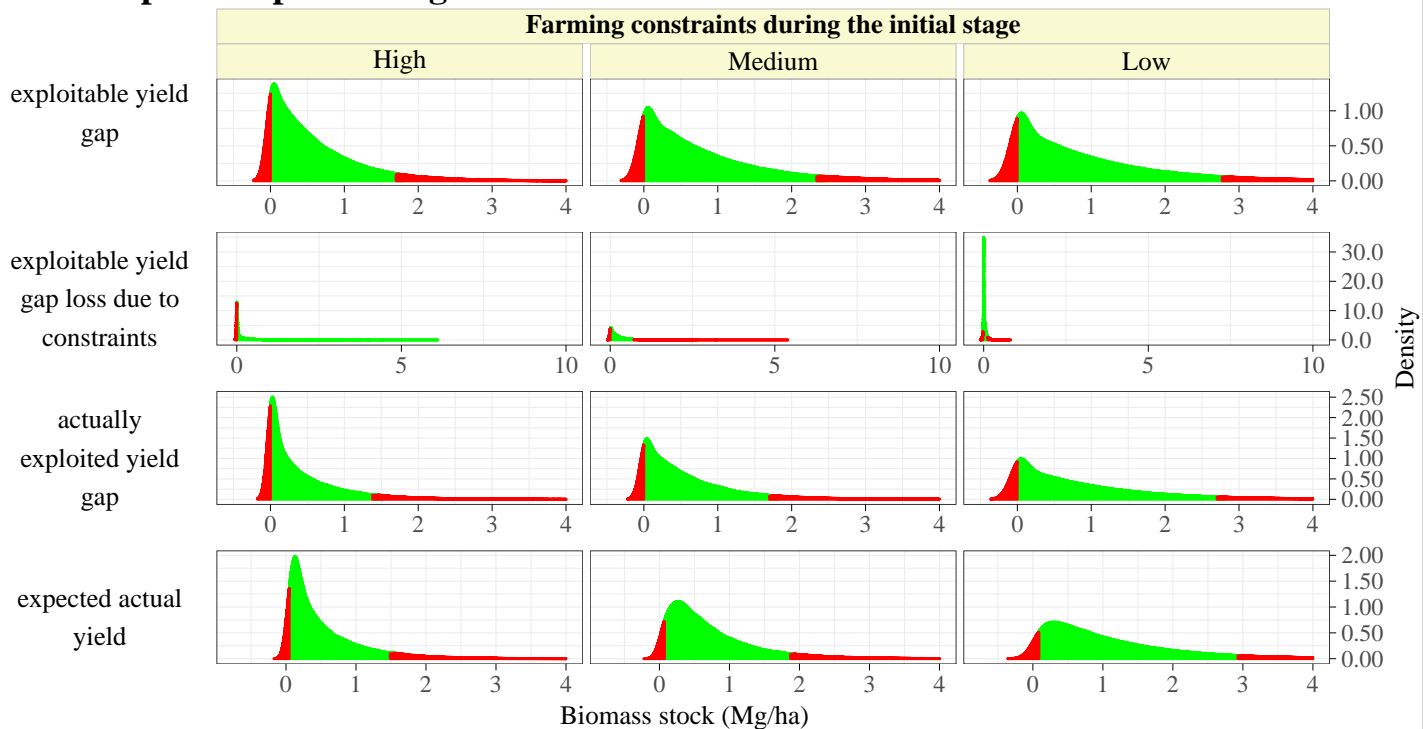 Farming constraints during the initial stage
High Medium Low
exploitable yield
gap
1.00
0.50
0.00
0 1 2 3 4 0 1 2 3 4 0 1 2 3 4
exploitable yield
gap loss due to
constraints
30.0
20.0
10.0
0.0
0 5 10 0 5 10 0 5 10
actually
exploited yield
gap
2.50
2.00
1.50
1.00
0.50
0.00
0 1 2 3 4 0 1 2 3 4 0 1 2 3 4
expected actual
yield
2.00
1.50
1.00
0.50
0.00
0 1 2 3 4 0 1 2 3 4 0 1 2 3 4
Density
Biomass stock (Mg/ha)